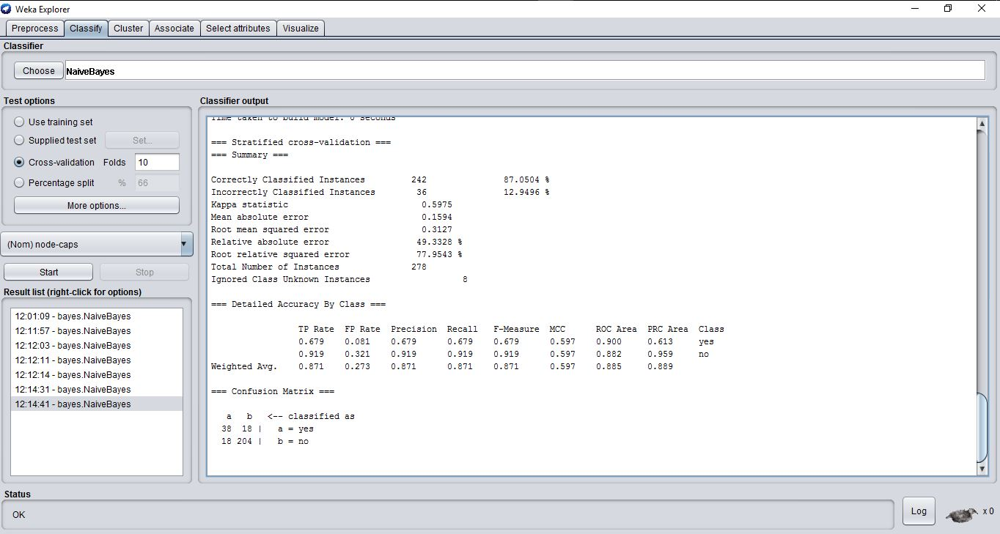 Weka Explorer
Preprocess Classify Cluster Associate Select attributes Visualize
Classifier
Choose NaiveBayes
Test options
Use training set
Supplied test set Set...
Cross-validation Folds 10
Percentage split % 66
More options...
(Nom) node-caps
Start Stop
Result list (right-click for options)
12:01:09 - bayes.NaiveBayes
12:11:57 - bayes.NaiveBayes
12:12:03 - bayes.NaiveBayes
12:12:11 - bayes.NaiveBayes
12:12:14 - bayes.NaiveBayes
12:14:31 - bayes.NaiveBayes
12:14:41 - bayes.NaiveBayes
Classifier output
Time taken to build model: 0 seconds
=== Stratified cross-validation ===
=== Summary ===
Correctly Classified Instances 242 87.0504 %
Incorrectly Classified Instances 36 12.9496 %
Kappa statistic 0.5975
Mean absolute error 0.1594
Root mean squared error 0.3127
Relative absolute error 49.3328 %
Root relative squared error 77.9543 %
Total Number of Instances 278
Ignored Class Unknown Instances 8
=== Detailed Accuracy By Class ===
TP Rate FP Rate Precision Recall F-Measure MCC ROC Area PRC Area Class
0.679 0.081 0.679 0.679 0.679 0.597 0.900 0.613 yes
0.919 0.321 0.919 0.919 0.919 0.597 0.882 0.959 no
Weighted Avg. 0.871 0.273 0.871 0.871 0.871 0.597 0.885 0.889
=== Confusion Matrix ===
a b <-- classified as
38 18 | a = yes
18 204 | b = no
Status
OK
Log x 0